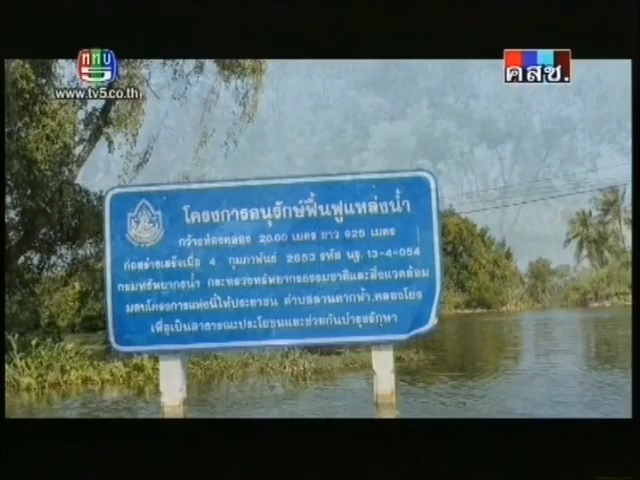 ททบ
5
www.tv5.co.th
คสช.
โครงการอนุรักษ์ฟื้นฟูแหล่งน้ำ
กว้างท้องคลอง 20.00 เมตร ยาว 925 เมตร
ก่อสร้างเสร็จเมื่อ 4 กุมภาพันธ์ 2553 รหัส นฐ.13-4-054
กรมทรัพยากรน้ำ กระทรวงทรัพยากรธรรมชาติและสิ่งแวดล้อม
มอบโครงการแห่งนี้ให้ประชาชน ตำบลลานตากฟ้า,คลองโยง
เพื่อเป็นสาธารณะประโยชน์และช่วยกันบำรุงรักษา